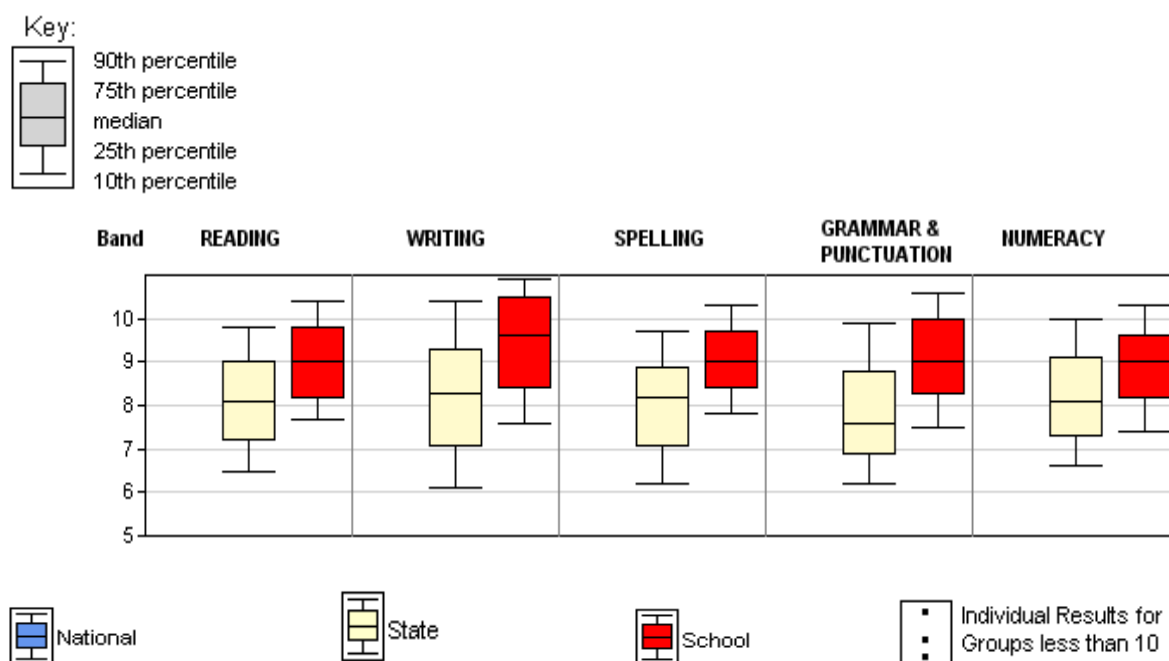 Key:
90th percentile
75th percentile
median
25th percentile
10th percentile
Band READING WRITING SPELLING GRAMMAR & PUNCTUATION NUMERACY
10
9
8
7
6
5
National
State
School
Individual Results for
Groups less than 10